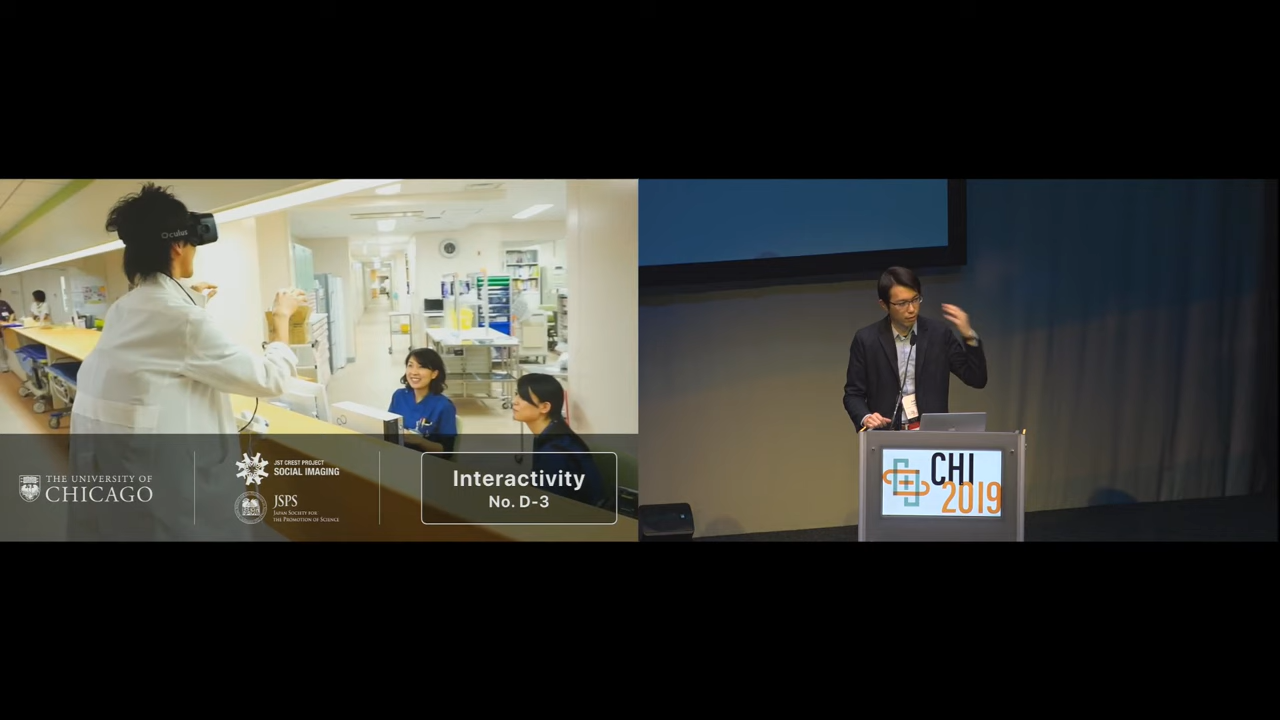 Oculus
THE UNIVERSITY OF
CHICAGO
JST CREST PROJECT
SOCIAL IMAGING
JSPS
JAPAN SOCIETY FOR
THE PROMOTION OF SCIENCE
Interactivity
No. D-3
CHI
2019